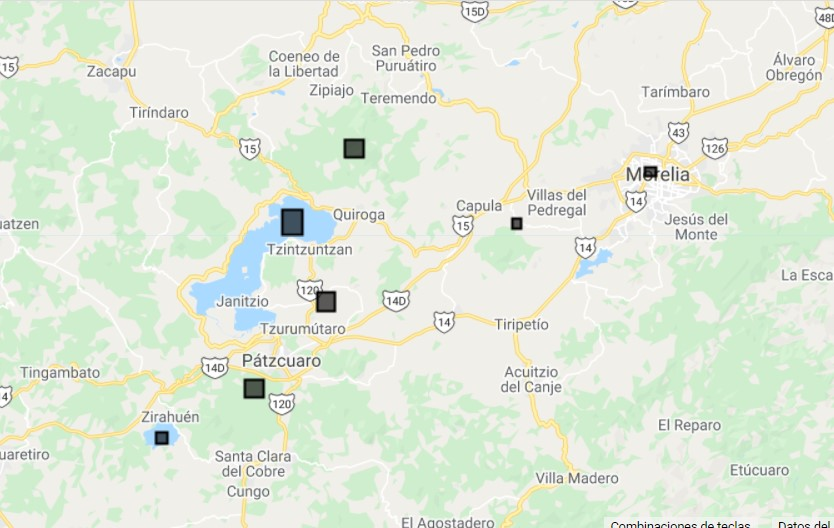 15D
48D
15
Zacapu
Coeneo de
la Libertad
San Pedro
Puruátiro
Álvaro
Obregón
Zipiajo
Teremendo
Tarímbaro
Tiríndaro
43
15
126
Morelia
14
Capula
Villas del
Pedregal
uatzen
Quiroga
15
Jesús del
Monte
Tzintzuntzan
14
La Esca
120
Janitzio
14D
14
Tiripetío
Tzurumútaro
Pátzcuaro
14D
Tingambato
Acuitzio
del Canje
4
120
Zirahuén
El Reparo
uaretiro
Santa Clara
del Cobre
Etúcuaro
Cungo
Villa Madero
El Agostadero
Combinaciones de teclas
Datos del